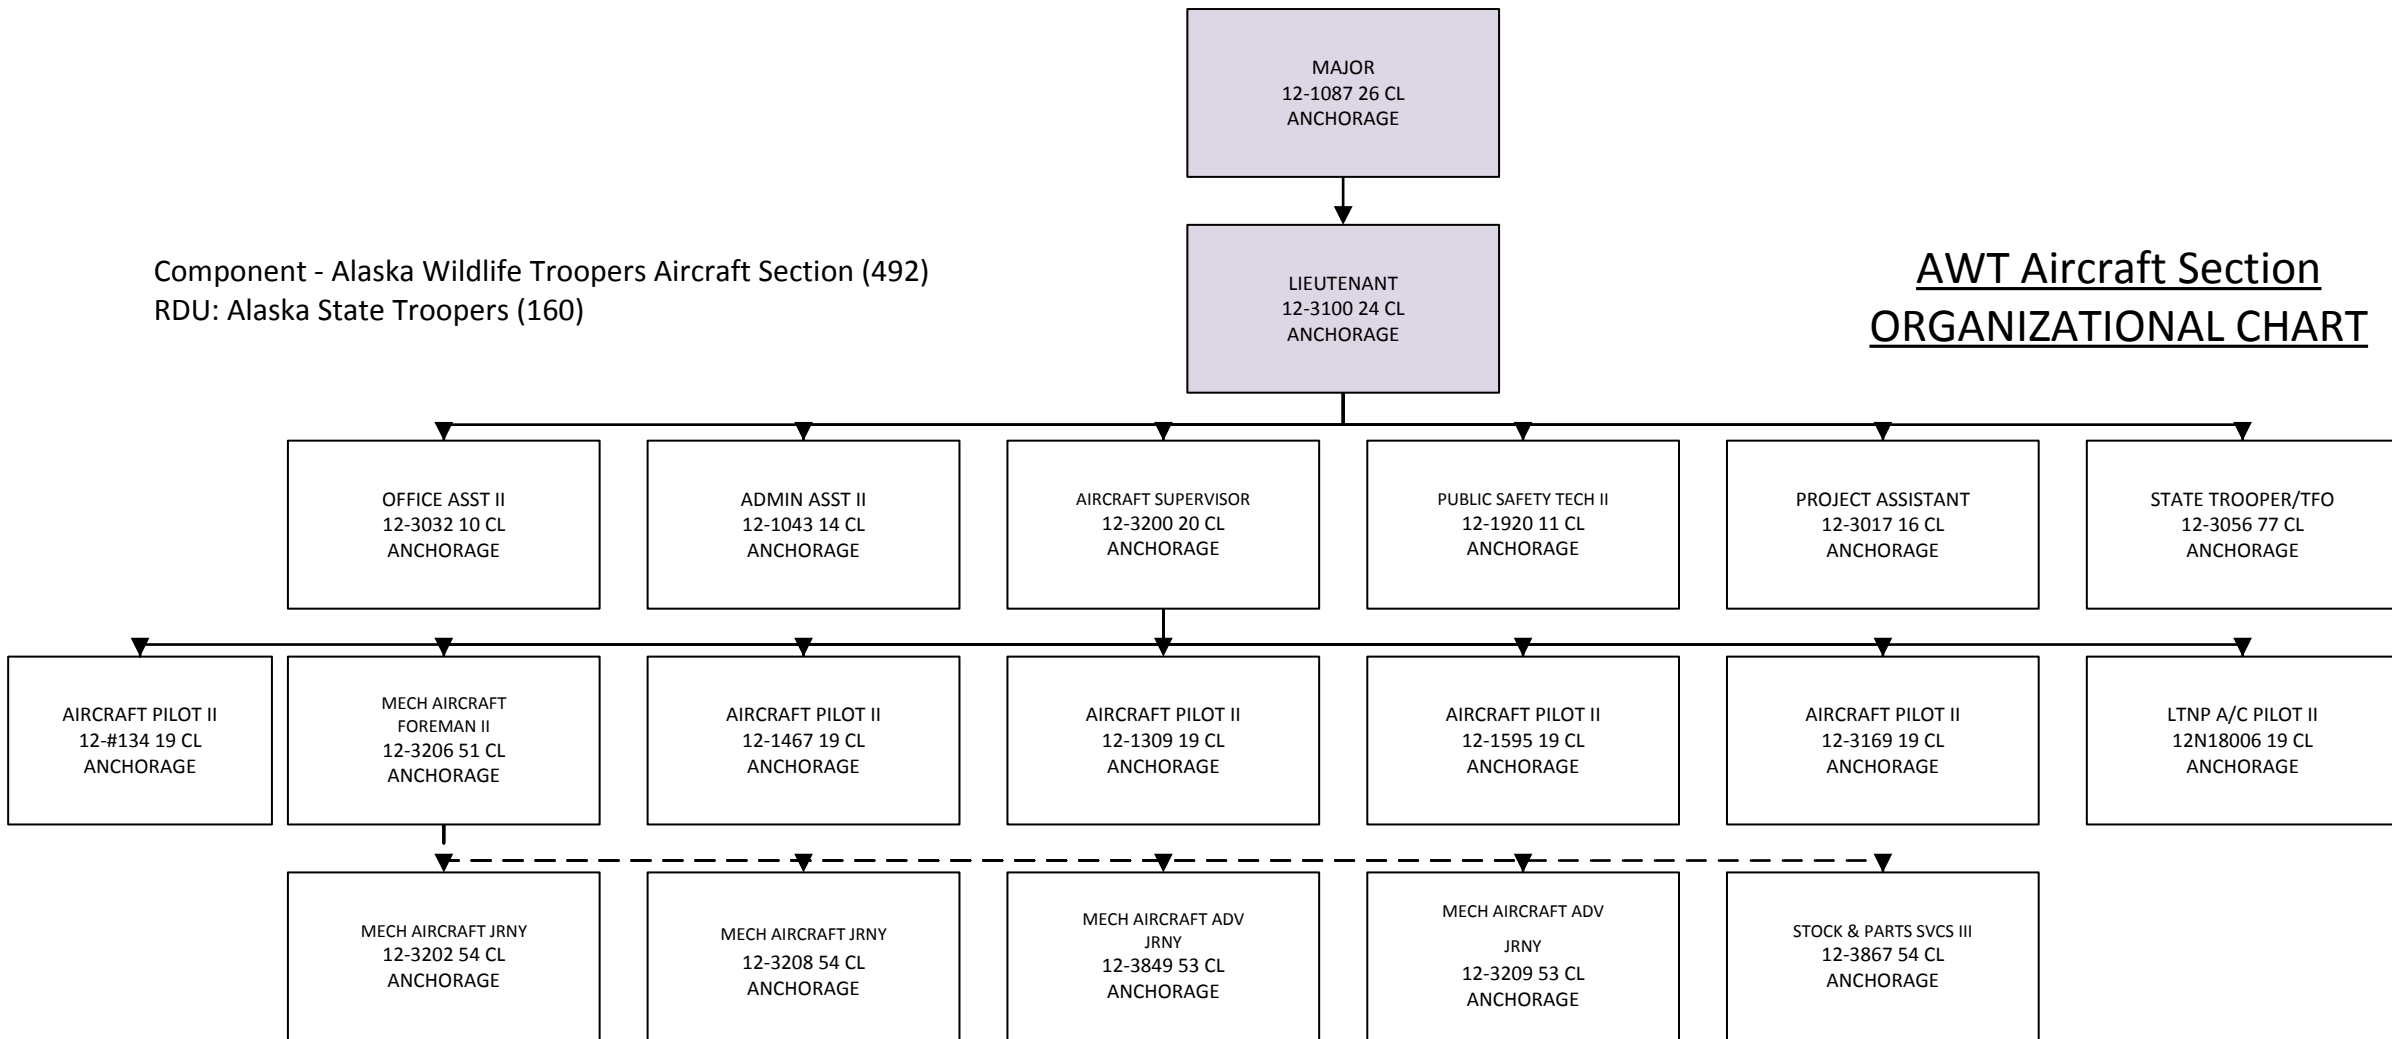 MAJOR
12-1087 26 CL
ANCHORAGE
Component - Alaska Wildlife Troopers Aircraft Section (492)
RDU: Alaska State Troopers (160)
LIEUTENANT
12-3100 24 CL
ANCHORAGE
AWT Aircraft Section
ORGANIZATIONAL CHART
OFFICE ASST II
12-3032 10 CL
ANCHORAGE
ADMIN ASST II
12-1043 14 CL
ANCHORAGE
AIRCRAFT SUPERVISOR
12-3200 20 CL
ANCHORAGE
PUBLIC SAFETY TECH II
12-1920 11 CL
ANCHORAGE
PROJECT ASSISTANT
12-3017 16 CL
ANCHORAGE
STATE TROOPER/TFO
12-3056 77 CL
ANCHORAGE
AIRCRAFT PILOT II
12-#134 19 CL
ANCHORAGE
MECH AIRCRAFT
FOREMAN II
12-3206 51 CL
ANCHORAGE
AIRCRAFT PILOT II
12-1467 19 CL
ANCHORAGE
AIRCRAFT PILOT II
12-1309 19 CL
ANCHORAGE
AIRCRAFT PILOT II
12-1595 19 CL
ANCHORAGE
AIRCRAFT PILOT II
12-3169 19 CL
ANCHORAGE
LTNP A/C PILOT II
12N18006 19 CL
ANCHORAGE
MECH AIRCRAFT JRNY
12-3202 54 CL
ANCHORAGE
MECH AIRCRAFT JRNY
12-3208 54 CL
ANCHORAGE
MECH AIRCRAFT ADV
JRNY
12-3849 53 CL
ANCHORAGE
MECH AIRCRAFT ADV
JRNY
12-3209 53 CL
ANCHORAGE
STOCK & PARTS SVCS III
12-3867 54 CL
ANCHORAGE